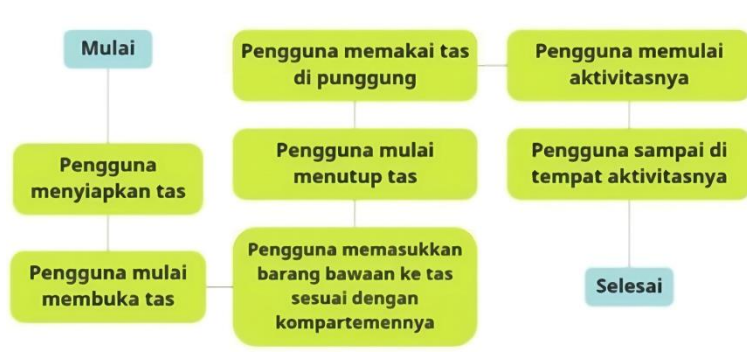 Mulai
Pengguna
menyiapkan tas
Pengguna mulai
membuka tas
Pengguna memasukkan
barang bawaan ke tas
sesuai dengan
kompartemennya
Pengguna mulai
menutup tas
Pengguna memakai tas
di punggung
Pengguna memulai
aktivitasnya
Pengguna sampai di
tempat aktivitasnya
Selesai